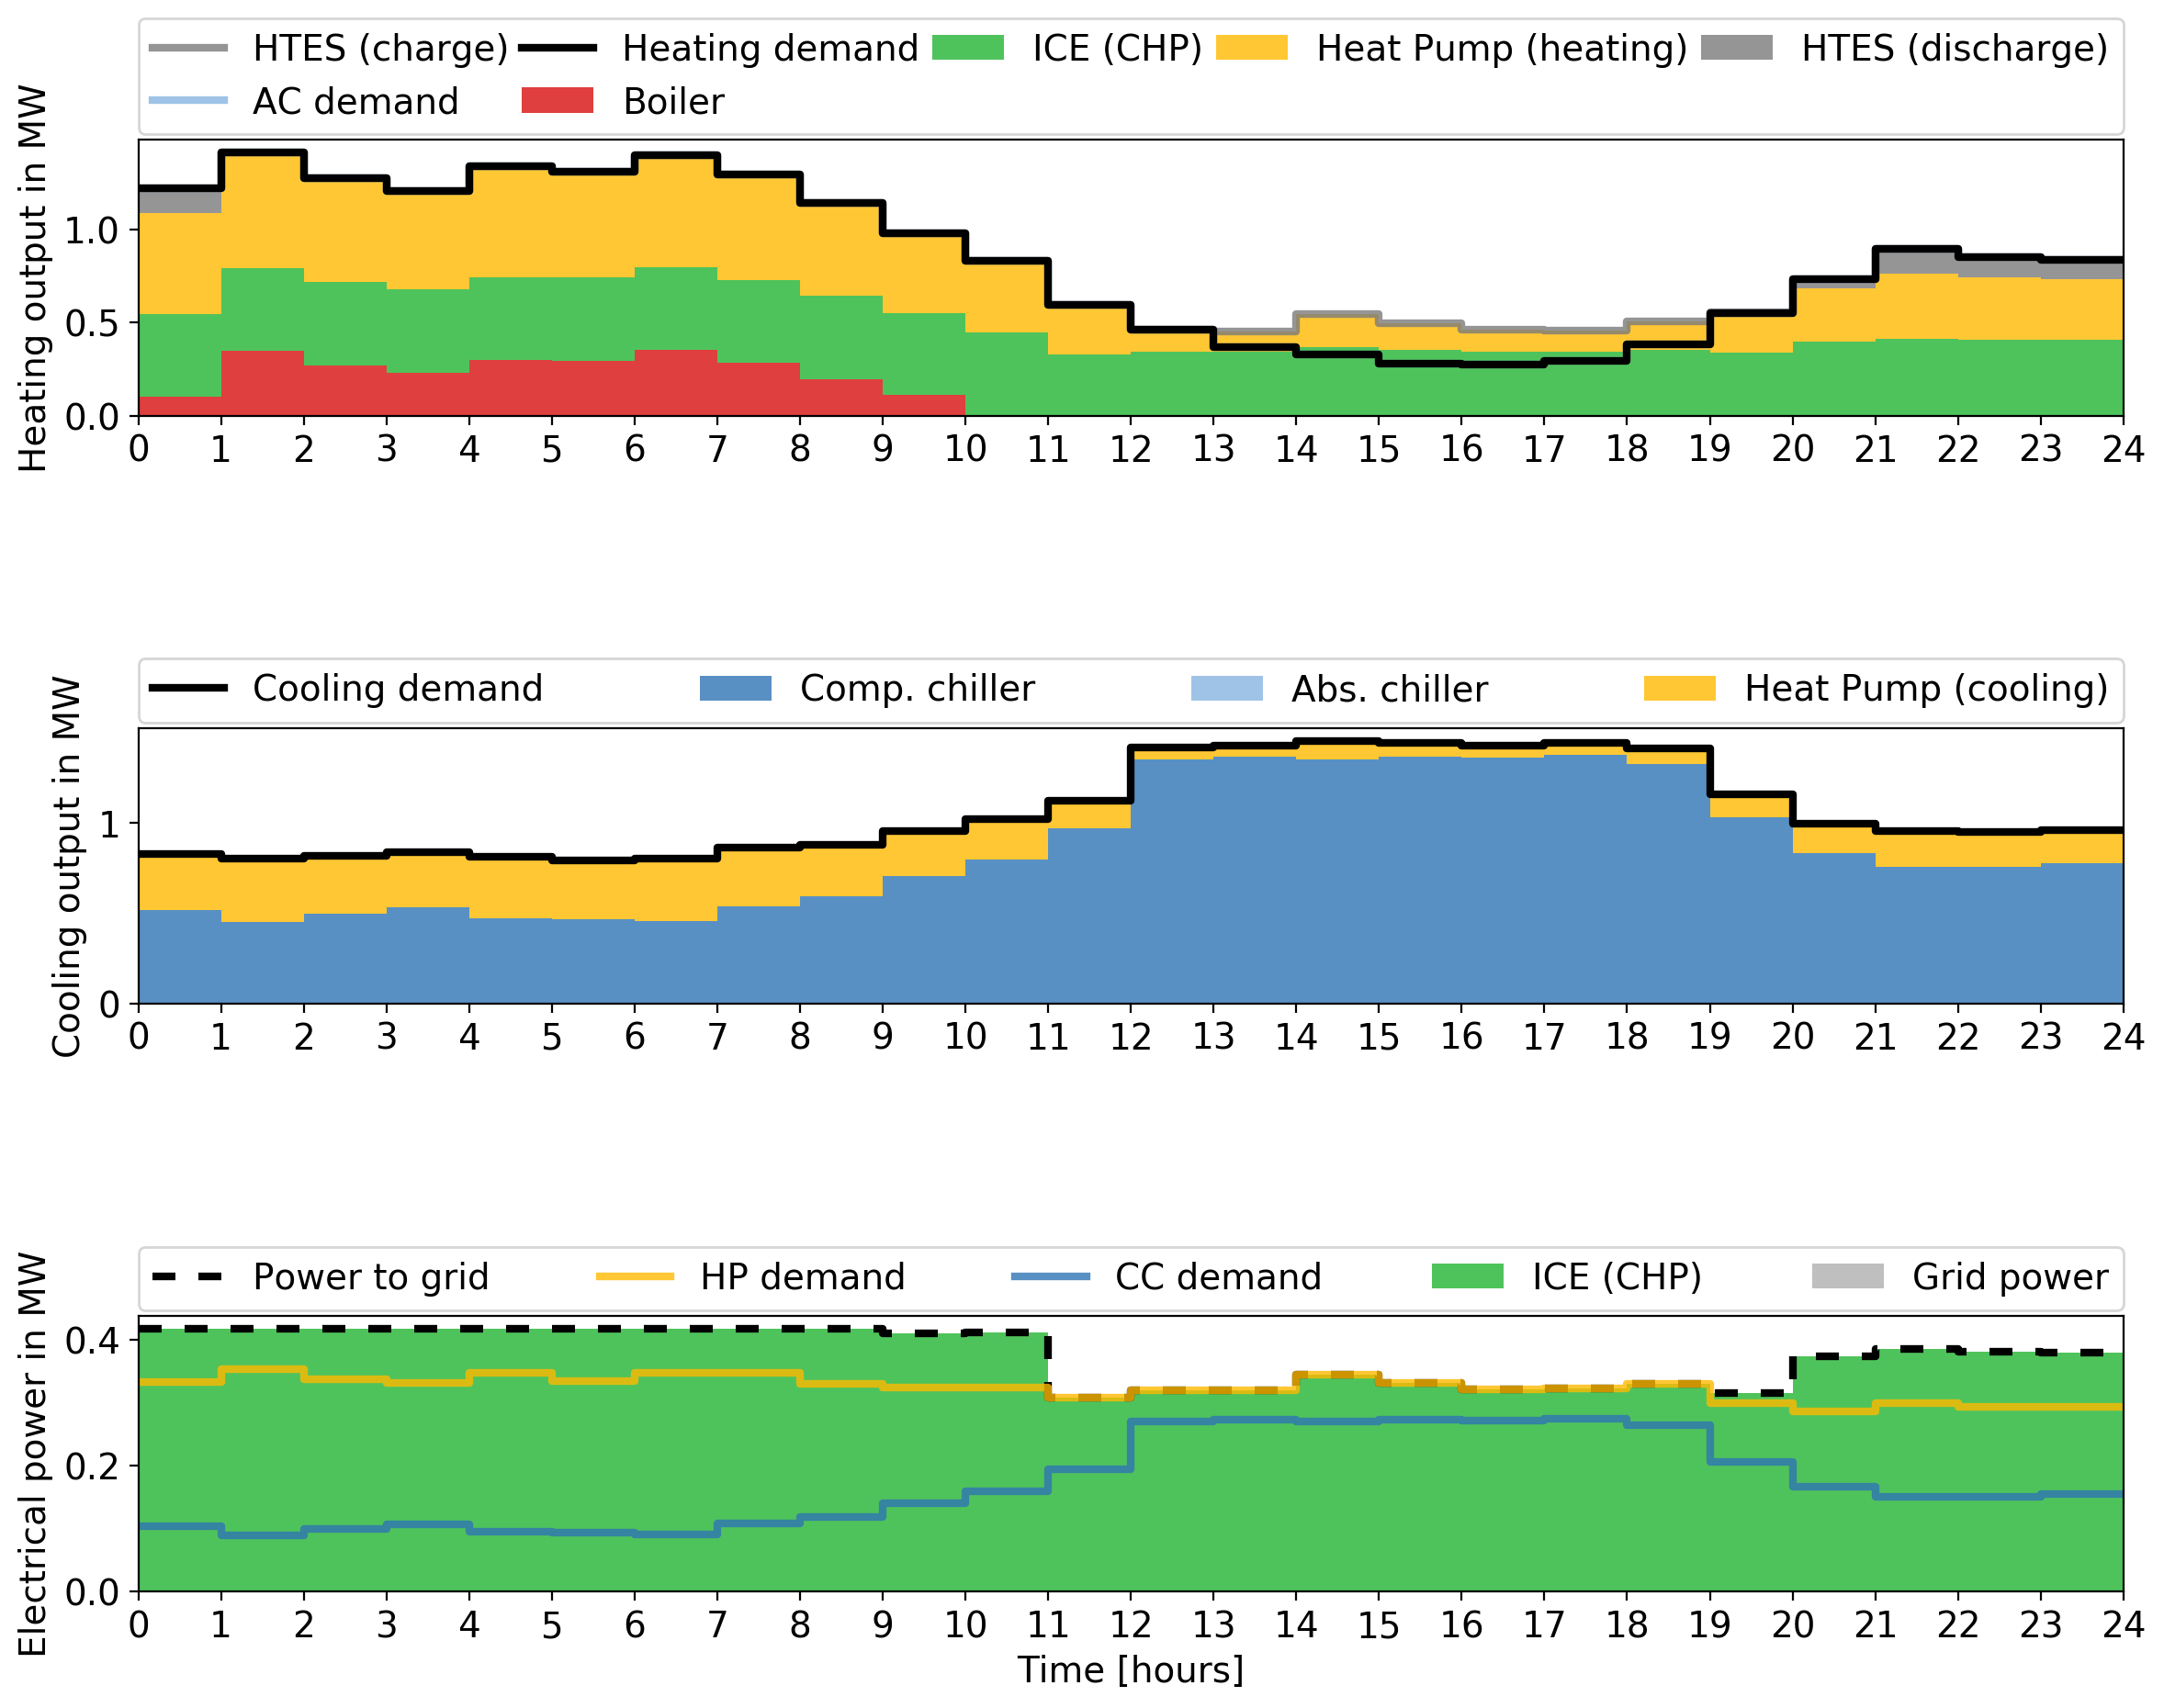 HTES (charge) Heating demand ICE (CHP) Heat Pump (heating) HTES (discharge)
AC demand Boiler
Heating output in MW
1.0
0.5
0.0
0 1 2 3 4 5 6 7 8 9 10 11 12 13 14 15 16 17 18 19 20 21 22 23 24
Cooling demand Comp. chiller Abs. chiller Heat Pump (cooling)
Cooling output in MW
1
0
0 1 2 3 4 5 6 7 8 9 10 11 12 13 14 15 16 17 18 19 20 21 22 23 24
Power to grid HP demand CC demand ICE (CHP) Grid power
Electrical power in MW
0.4
0.2
0.0
0 1 2 3 4 5 6 7 8 9 10 11 12 13 14 15 16 17 18 19 20 21 22 23 24
Time [hours]